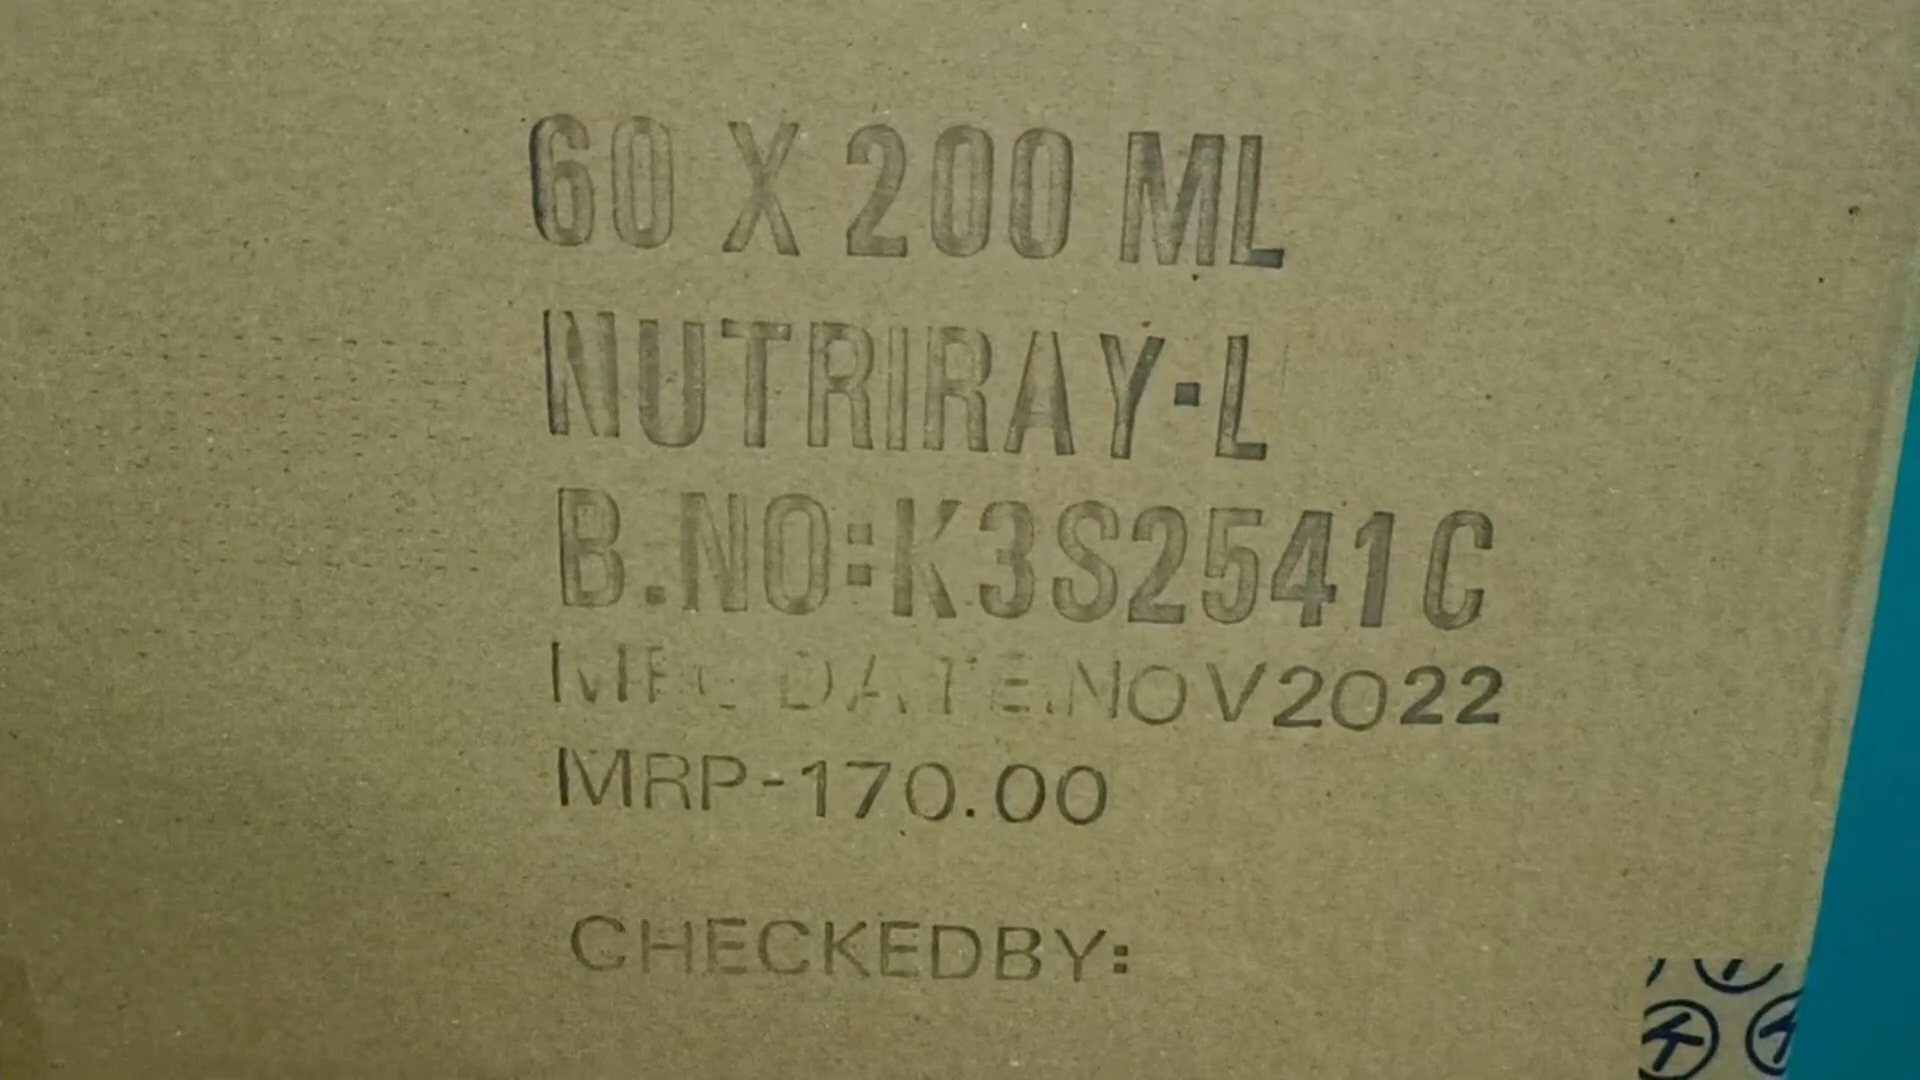 60 X 200 ML
NUTRIRAY-L
B.NO:K3S2541C
MFG DATE.NOV2022
MRP-170.00
CHECKEDBY: